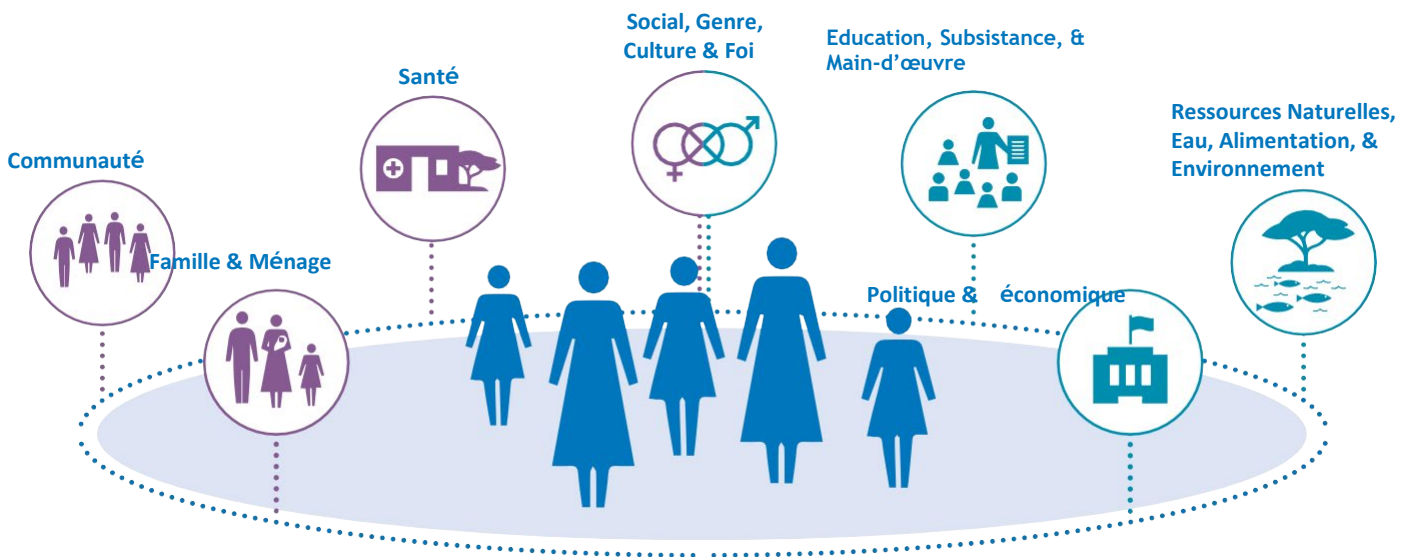 Social, Genre,
Culture & Foi
Education, Subsistance, &
Main-d’œuvre
Santé
Ressources Naturelles,
Eau, Alimentation, &
Environnement
Communauté
Famille & Ménage
Politique & économique